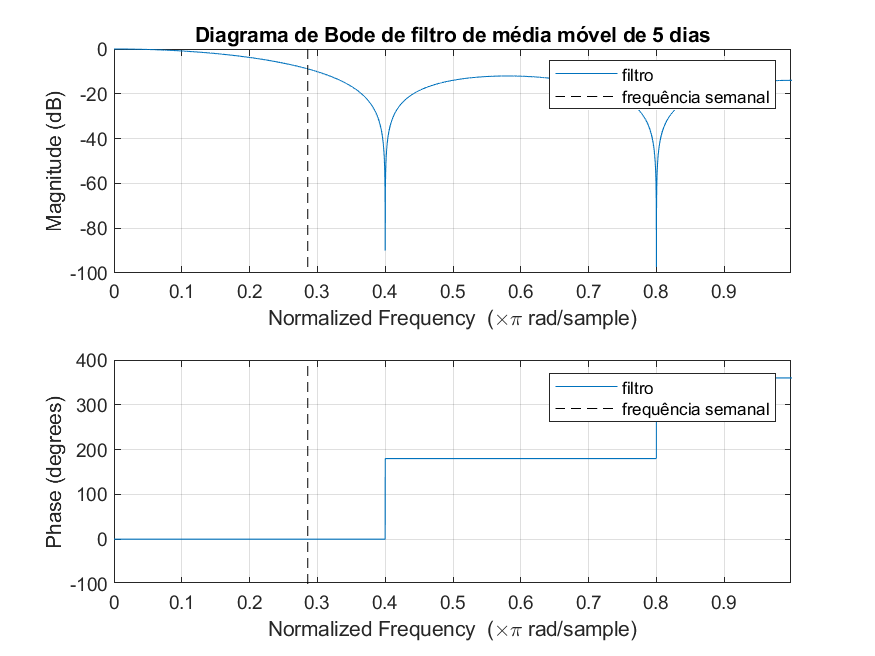 Diagrama de Bode de filtro de média móvel de 5 dias
0
-20
-40
-60
-80
-100
Magnitude (dB)
filtro
frequência semanal
0 0.1 0.2 0.3 0.4 0.5 0.6 0.7 0.8 0.9
Normalized Frequency (×π rad/sample)
400
300
200
100
0
-100
Phase (degrees)
filtro
frequência semanal
0 0.1 0.2 0.3 0.4 0.5 0.6 0.7 0.8 0.9
Normalized Frequency (×π rad/sample)